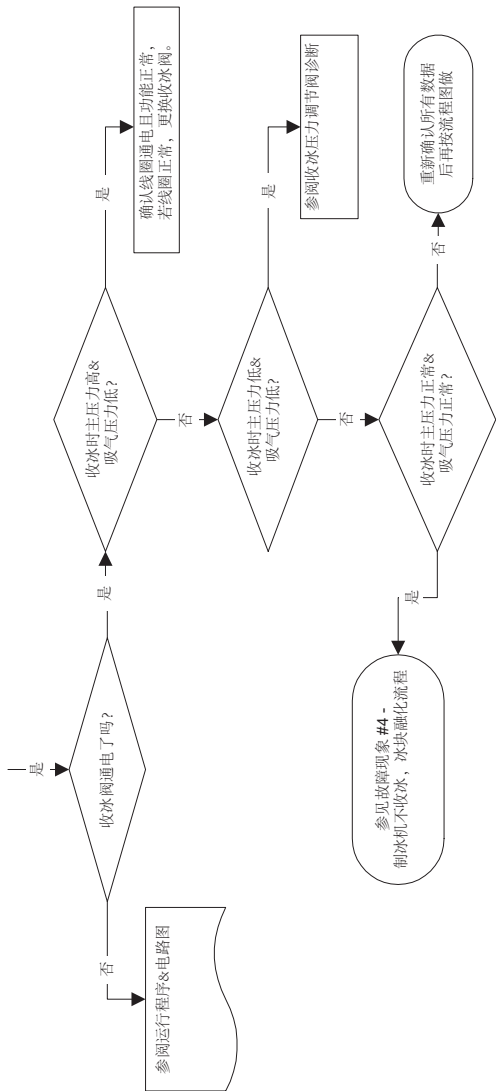 是
收冰阀通电了吗？
否
参阅运行程序&电路图
是
收冰时主压力高&
吸气压力低？
是
确认线圈通电且功能正常，
若线圈正常，更换收冰阀。
否
收冰时主压力低&
吸气压力低？
是
参阅收冰压力调节阀诊断
否
收冰时主压力正常&
吸气压力正常？
是
参见故障现象 #4 -
制冰机不收冰，冰块融化流程
否
重新确认所有数据
后再按流程图做